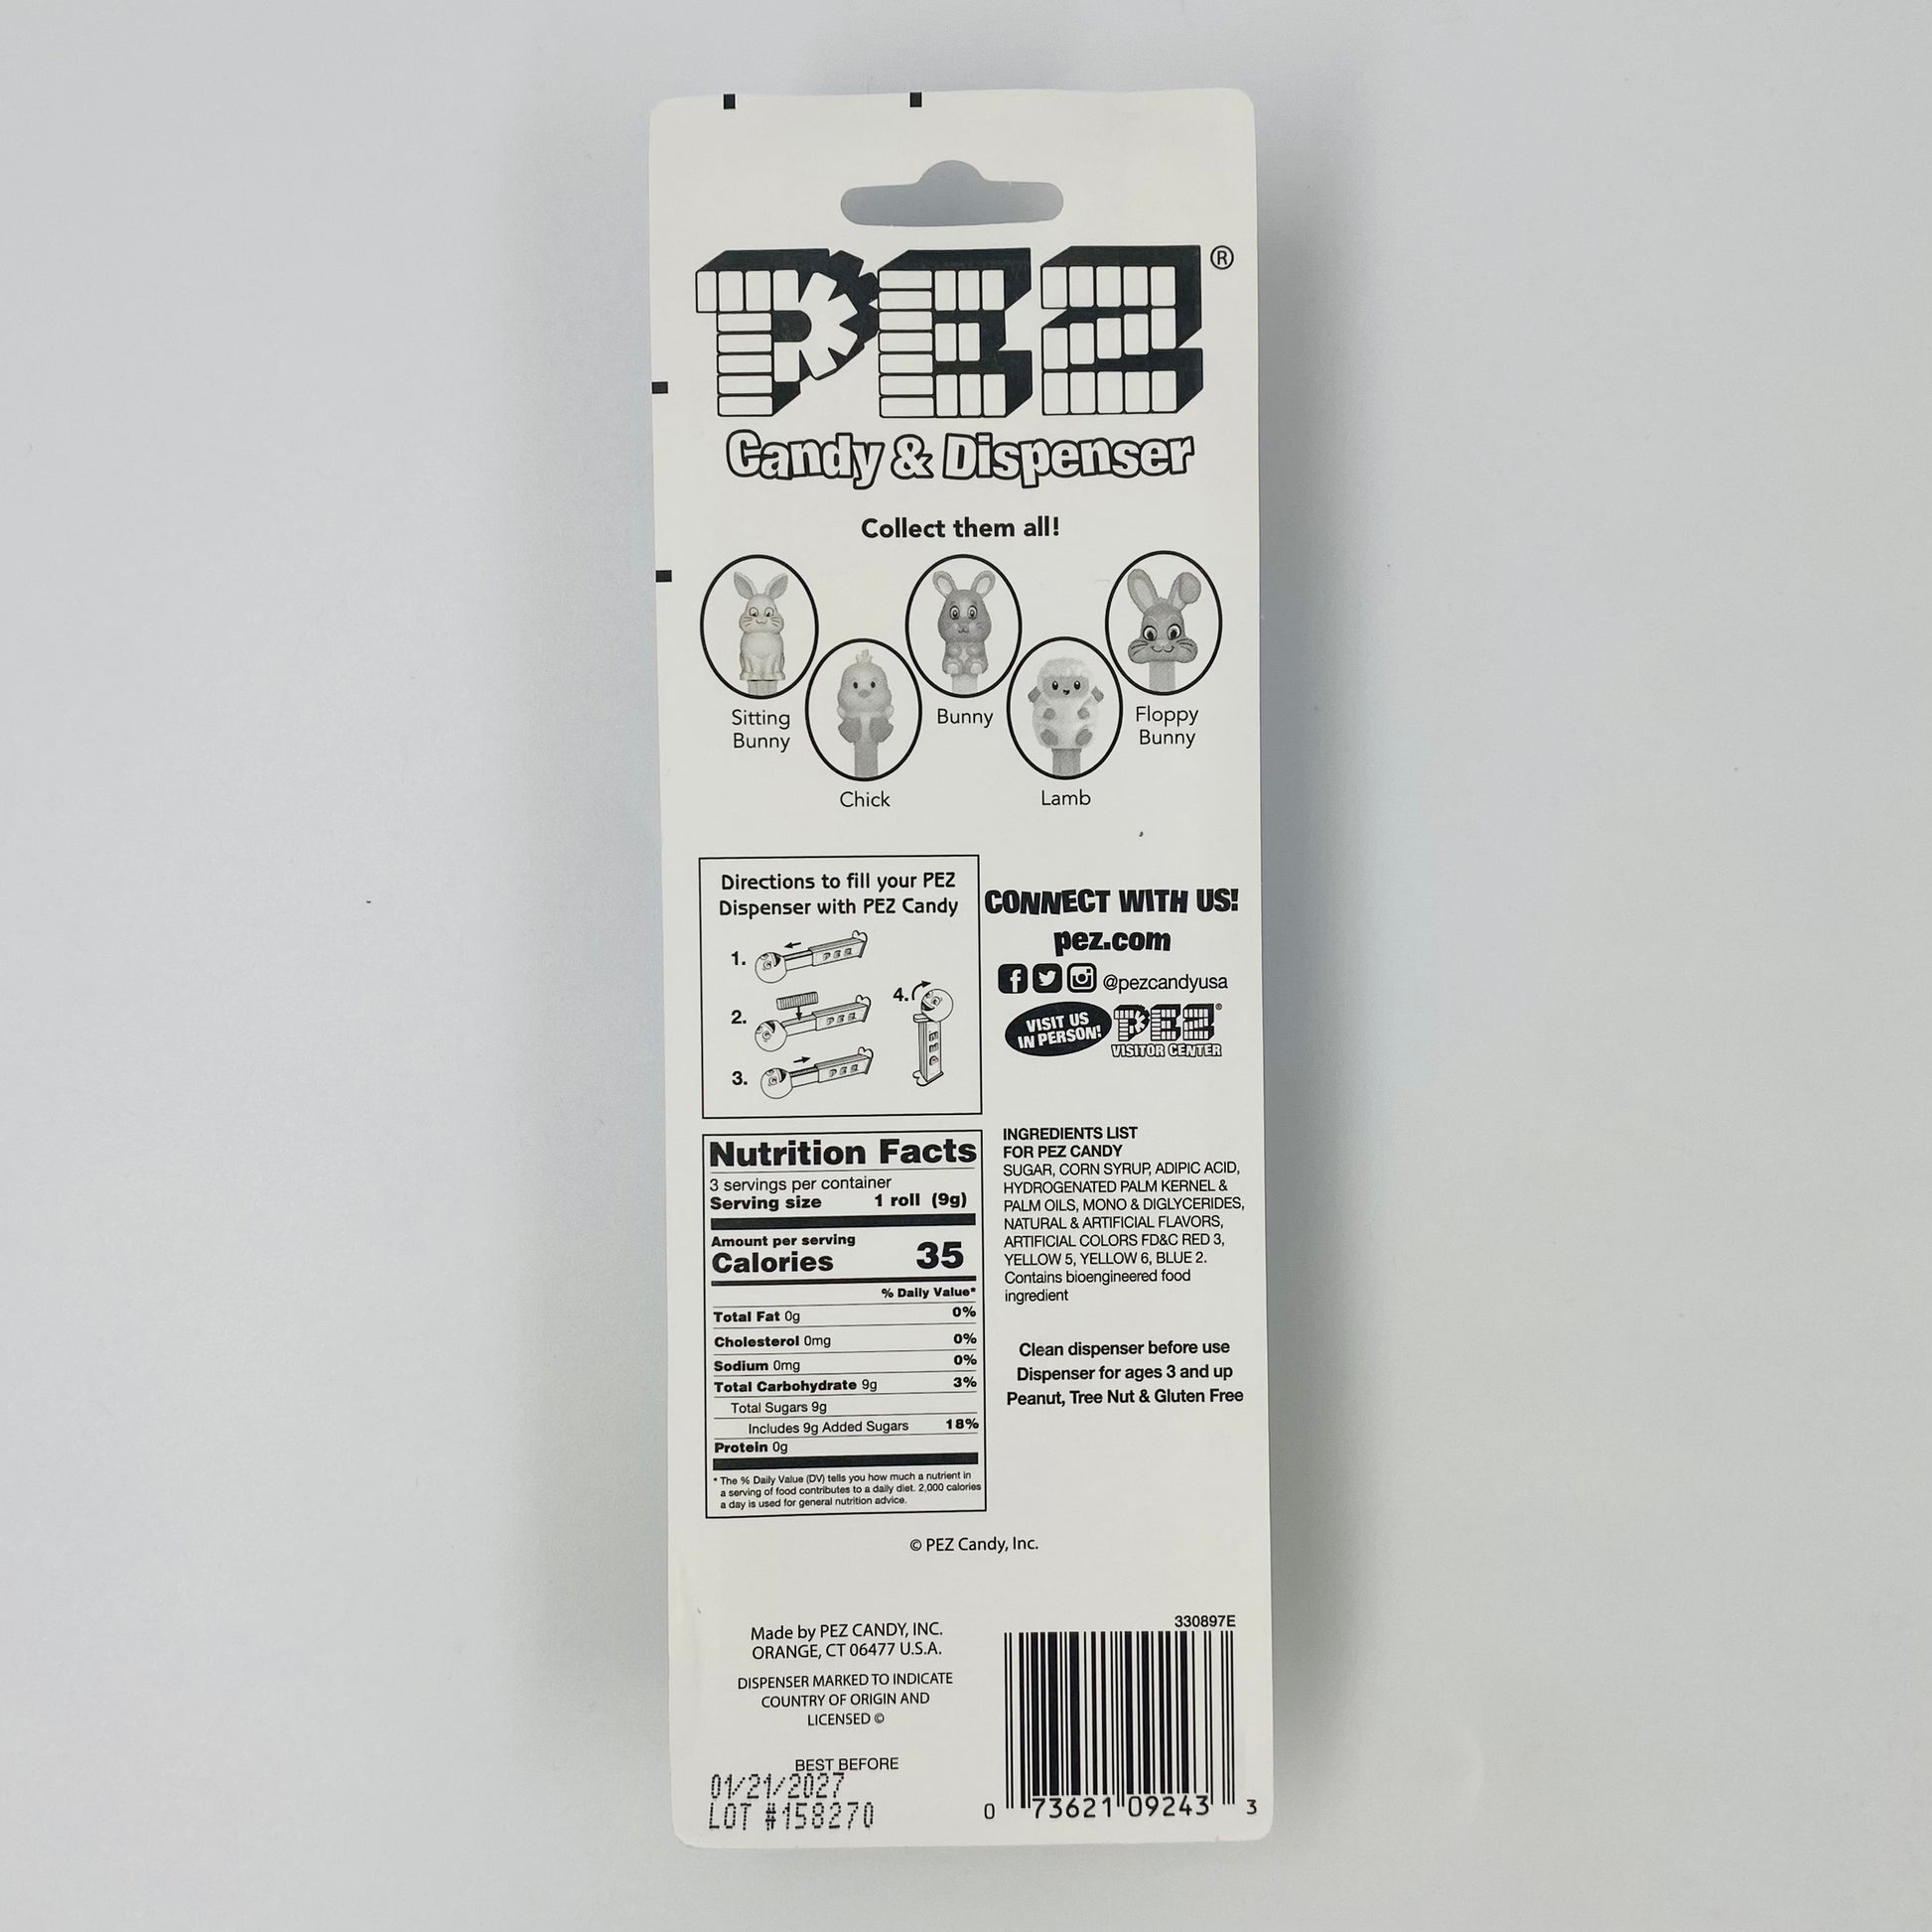 PEZ®
Candy & Dispenser
Collect them all!
Sitting
Bunny
Chick
Bunny
Lamb
Floppy
Bunny
Directions to fill your PEZ
Dispenser with PEZ Candy
1.
PEZ
2.
PEZ
3.
PEZ
4.
PEZ
CONNECT WITH US!
pez.com
@pezcandyusa
VISIT US
IN PERSON!
PEZ®
VISITOR CENTER
Nutrition Facts
3 servings per container
Serving size 1 roll (9g)
Amount per serving
Calories 35
% Daily Value*
Total Fat 0g 0%
Cholesterol 0mg 0%
Sodium 0mg 0%
Total Carbohydrate 9g 3%
Total Sugars 9g
Includes 9g Added Sugars 18%
Protein 0g
* The % Daily Value (DV) tells you how much a nutrient in
a serving of food contributes to a daily diet. 2,000 calories
a day is used for general nutrition advice.
INGREDIENTS LIST
FOR PEZ CANDY
SUGAR, CORN SYRUP, ADIPIC ACID,
HYDROGENATED PALM KERNEL &
PALM OILS, MONO & DIGLYCERIDES,
NATURAL & ARTIFICIAL FLAVORS,
ARTIFICIAL COLORS FD&C RED 3,
YELLOW 5, YELLOW 6, BLUE 2.
Contains bioengineered food
ingredient
Clean dispenser before use
Dispenser for ages 3 and up
Peanut, Tree Nut & Gluten Free
© PEZ Candy, Inc.
Made by PEZ CANDY, INC.
ORANGE, CT 06477 U.S.A.
DISPENSER MARKED TO INDICATE
COUNTRY OF ORIGIN AND
LICENSED ©
BEST BEFORE
01/21/2027
LOT #158270
330897E
0 73621 09243 3